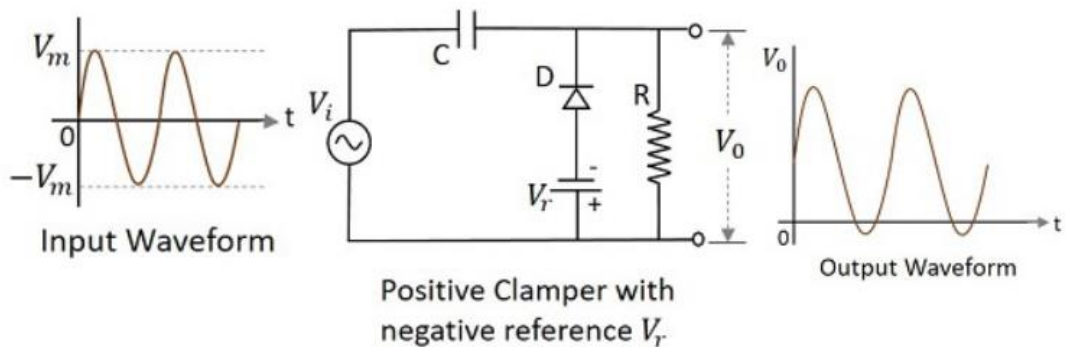 V_m
0
t
−V_m
Input Waveform
V_i
C
D
R
V_r
-
+
V_0
Positive Clamper with
negative reference V_r
V_0
0
t
Output Waveform